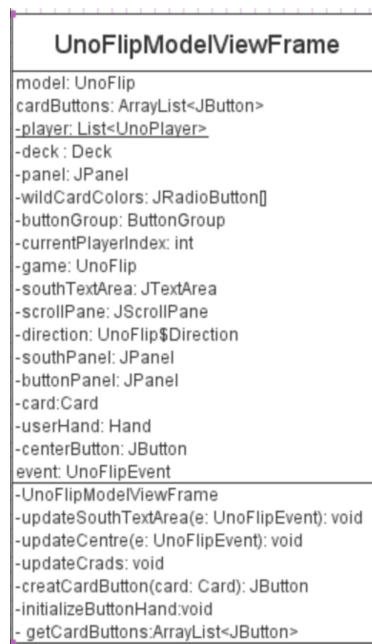 UnoFlipModelViewFrame
model: UnoFlip
cardButtons: ArrayList<JButton>
-player: List<UnoPlayer>
-deck : Deck
-panel: JPanel
-wildCardColors: JRadioButton[]
-buttonGroup: ButtonGroup
-currentPlayerIndex: int
-game: UnoFlip
-southTextArea: JTextArea
-scrollPane: JScrollPane
-direction: UnoFlip$Direction
-southPanel: JPanel
-buttonPanel: JPanel
-card:Card
-userHand: Hand
-centerButton: JButton
event: UnoFlipEvent
-UnoFlipModelViewFrame
-updateSouthTextArea(e: UnoFlipEvent): void
-updateCentre(e: UnoFlipEvent): void
-updateCrads: void
-creatCardButton(card: Card): JButton
-initializeButtonHand:void
- getCardButtons:ArrayList<JButton>